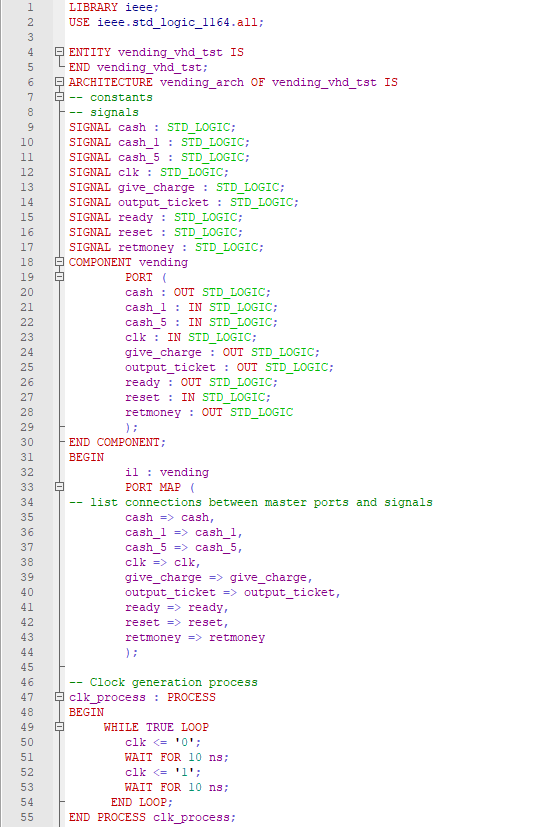 1 LIBRARY ieee;
2 USE ieee.std_logic_1164.all;
3
4 ENTITY vending_vhd_tst IS
5 END vending_vhd_tst;
6 ARCHITECTURE vending_arch OF vending_vhd_tst IS
7 -- constants
8 -- signals
9 SIGNAL cash : STD_LOGIC;
10 SIGNAL cash_1 : STD_LOGIC;
11 SIGNAL cash_5 : STD_LOGIC;
12 SIGNAL clk : STD_LOGIC;
13 SIGNAL give_charge : STD_LOGIC;
14 SIGNAL output_ticket : STD_LOGIC;
15 SIGNAL ready : STD_LOGIC;
16 SIGNAL reset : STD_LOGIC;
17 SIGNAL retmoney : STD_LOGIC;
18 COMPONENT vending
19 PORT (
20 cash : OUT STD_LOGIC;
21 cash_1 : IN STD_LOGIC;
22 cash_5 : IN STD_LOGIC;
23 clk : IN STD_LOGIC;
24 give_charge : OUT STD_LOGIC;
25 output_ticket : OUT STD_LOGIC;
26 ready : OUT STD_LOGIC;
27 reset : IN STD_LOGIC;
28 retmoney : OUT STD_LOGIC
29 );
30 END COMPONENT;
31 BEGIN
32 i1 : vending
33 PORT MAP (
34 -- list connections between master ports and signals
35 cash => cash,
36 cash_1 => cash_1,
37 cash_5 => cash_5,
38 clk => clk,
39 give_charge => give_charge,
40 output_ticket => output_ticket,
41 ready => ready,
42 reset => reset,
43 retmoney => retmoney
44 );
45
46 -- Clock generation process
47 clk_process : PROCESS
48 BEGIN
49 WHILE TRUE LOOP
50 clk <= '0';
51 WAIT FOR 10 ns;
52 clk <= '1';
53 WAIT FOR 10 ns;
54 END LOOP;
55 END PROCESS clk_process;